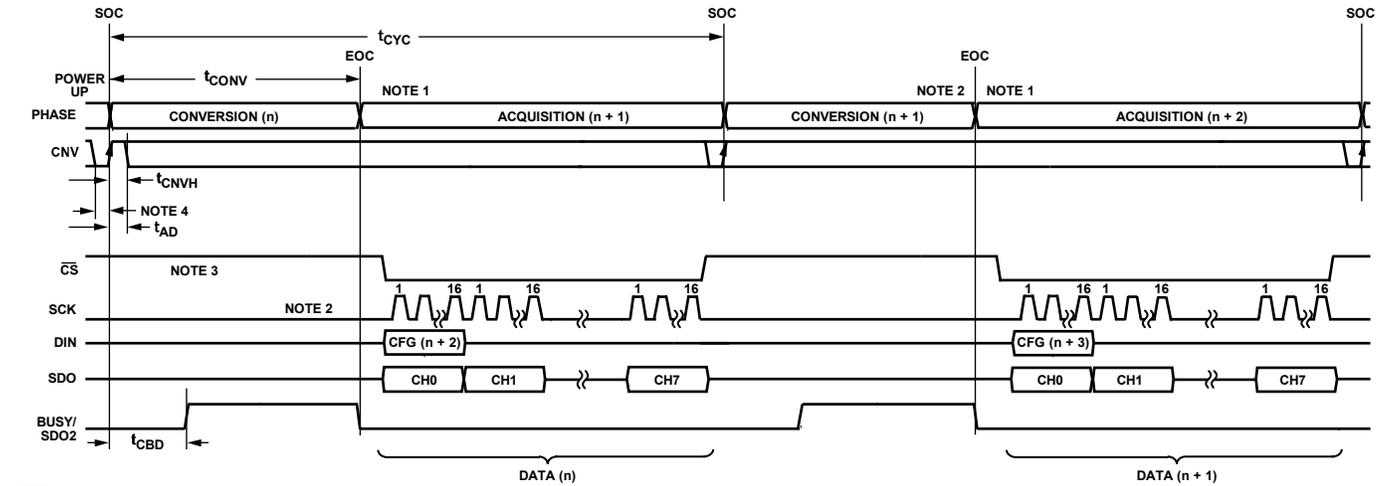 SOC SOC SOC
tCYC
EOC EOC
POWER UP
tCONV
NOTE 1 NOTE 2 NOTE 1
PHASE CONVERSION (n) ACQUISITION (n + 1) CONVERSION (n + 1) ACQUISITION (n + 2)
CNV
tCNVH
NOTE 4
tAD
CS NOTE 3
1 16 1 16 1 16 1 16 1 16 1 16
SCK NOTE 2
DIN CFG (n + 2) CFG (n + 3)
SDO CH0 CH1 CH7 CH0 CH1 CH7
BUSY/
SDO2
tCBD
DATA (n) DATA (n + 1)